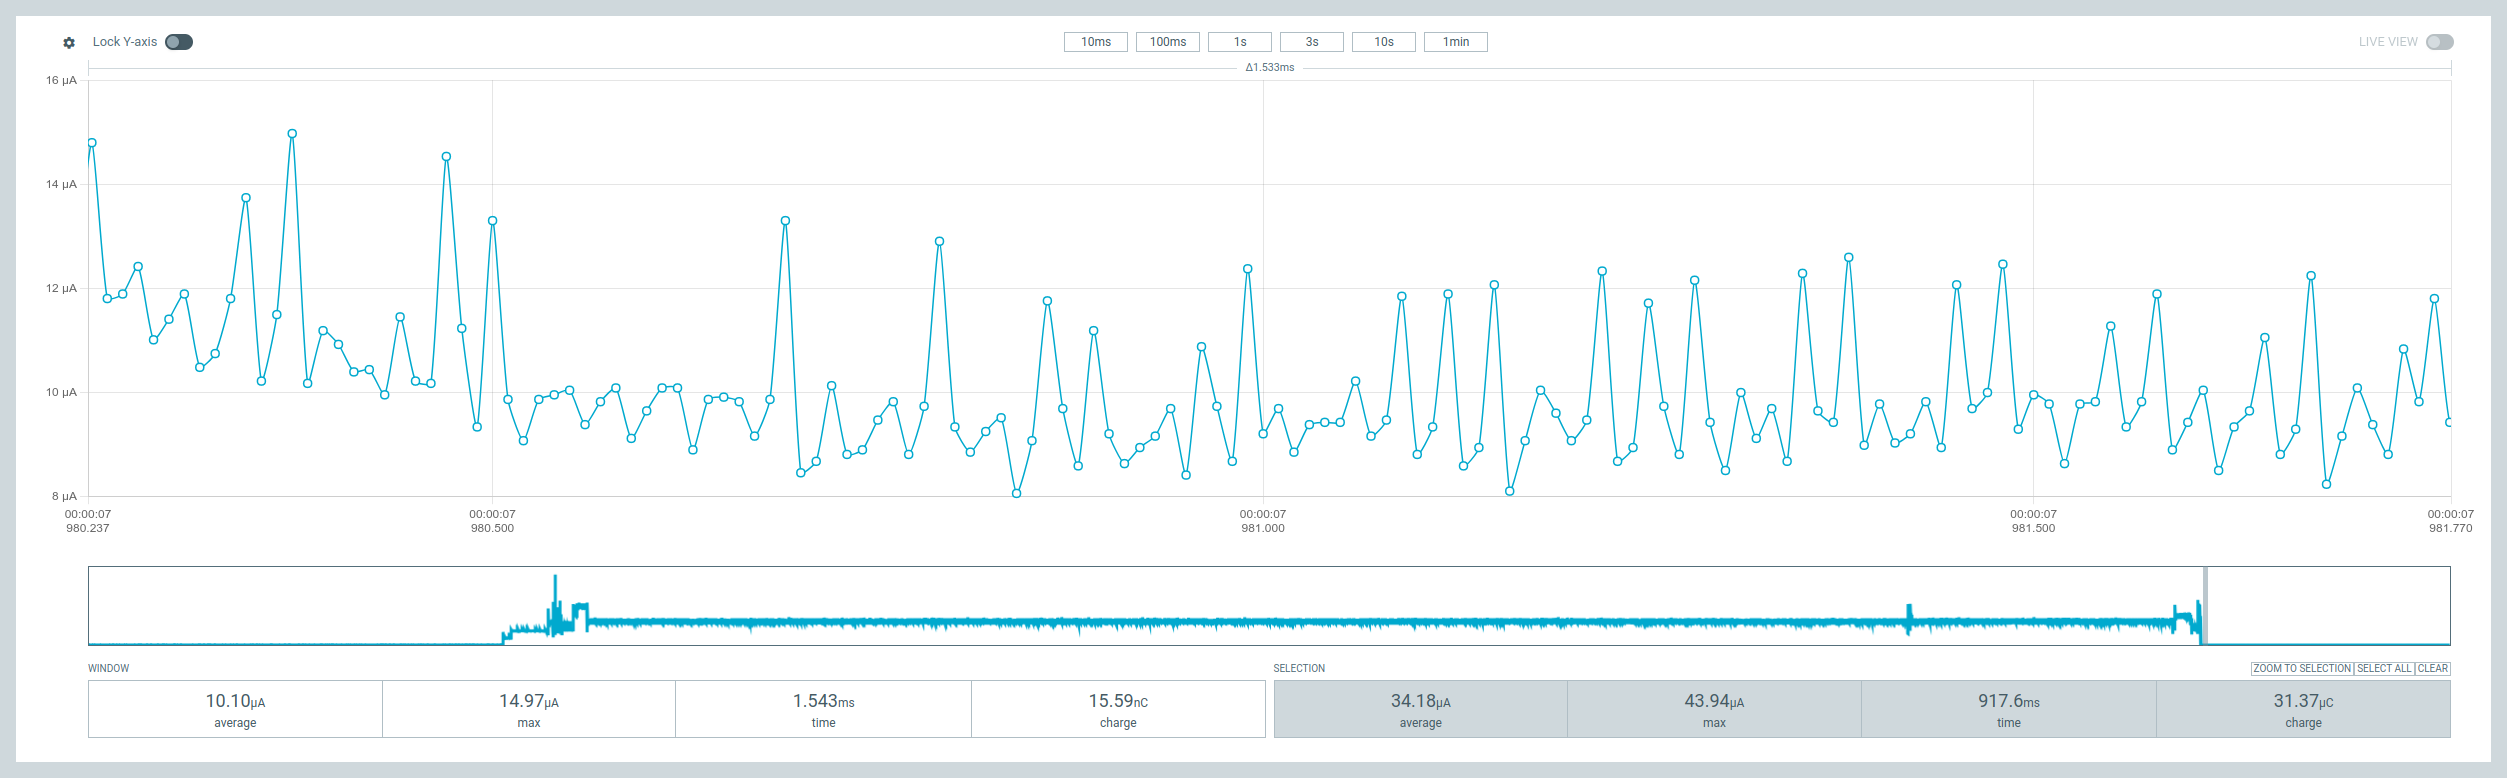 Lock Y-axis
10ms 100ms 1s 3s 10s 1min
LIVE VIEW
Δ1.533ms
16 µA
14 µA
12 µA
10 µA
8 µA
00:00:07 00:00:07 00:00:07 00:00:07 00:00:07
980.237 980.500 981.000 981.500 981.770
WINDOW
SELECTION
ZOOM TO SELECTION SELECT ALL CLEAR
10.10µA 14.97µA 1.543ms 15.59nC 34.18µA 43.94µA 917.6ms 31.37µC
average max time charge average max time charge